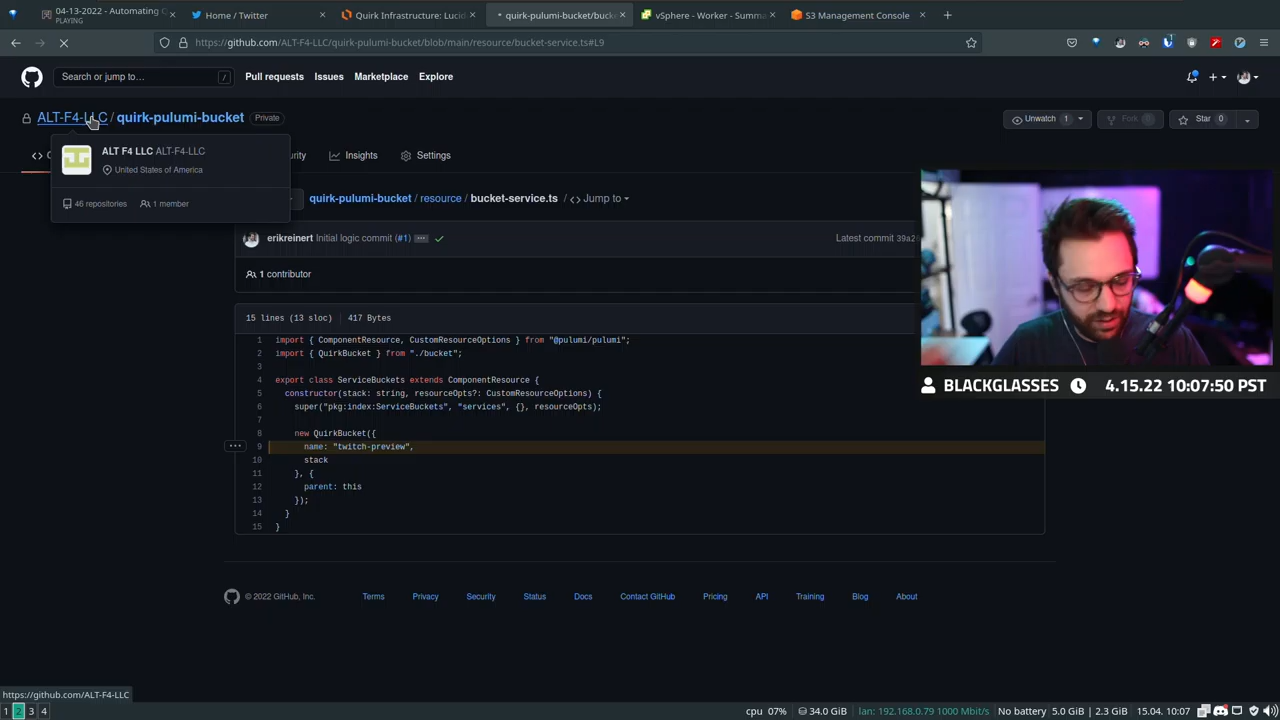 04-13-2022 - Automating Q
PLAYING
Home / Twitter
Quirk Infrastructure: Lucid
quirk-pulumi-bucket/buck
vSphere - Worker - Summa
S3 Management Console
https://github.com/ALT-F4-LLC/quirk-pulumi-bucket/blob/main/resource/bucket-service.ts#L9
Search or jump to…
/
Pull requests
Issues
Marketplace
Explore
ALT-F4-LLC / quirk-pulumi-bucket
Private
Unwatch 1
Fork 0
Star 0
ALT F4 LLC ALT-F4-LLC
United States of America
46 repositories
1 member
urity
Insights
Settings
quirk-pulumi-bucket / resource / bucket-service.ts
Jump to
erikreinert Initial logic commit (#1)
Latest commit 39a2
1 contributor
15 lines (13 sloc) 417 Bytes
1 import { ComponentResource, CustomResourceOptions } from "@pulumi/pulumi";
2 import { QuirkBucket } from "./bucket";
3
4 export class ServiceBuckets extends ComponentResource {
5 constructor(stack: string, resourceOpts?: CustomResourceOptions) {
6 super("pkg:index:ServiceBuckets", "services", {}, resourceOpts);
7
8 new QuirkBucket({
9 name: "twitch-preview",
10 stack
11 }, {
12 parent: this
13 });
14 }
15 }
BLACKGLASSES 4.15.22 10:07:50 PST
© 2022 GitHub, Inc.
Terms
Privacy
Security
Status
Docs
Contact GitHub
Pricing
API
Training
Blog
About
https://github.com/ALT-F4-LLC
1 2 3 4
cpu 07%
34.0 GiB
lan: 192.168.0.79 1000 Mbit/s
No battery
5.0 GiB | 2.3 GiB
15.04. 10:07